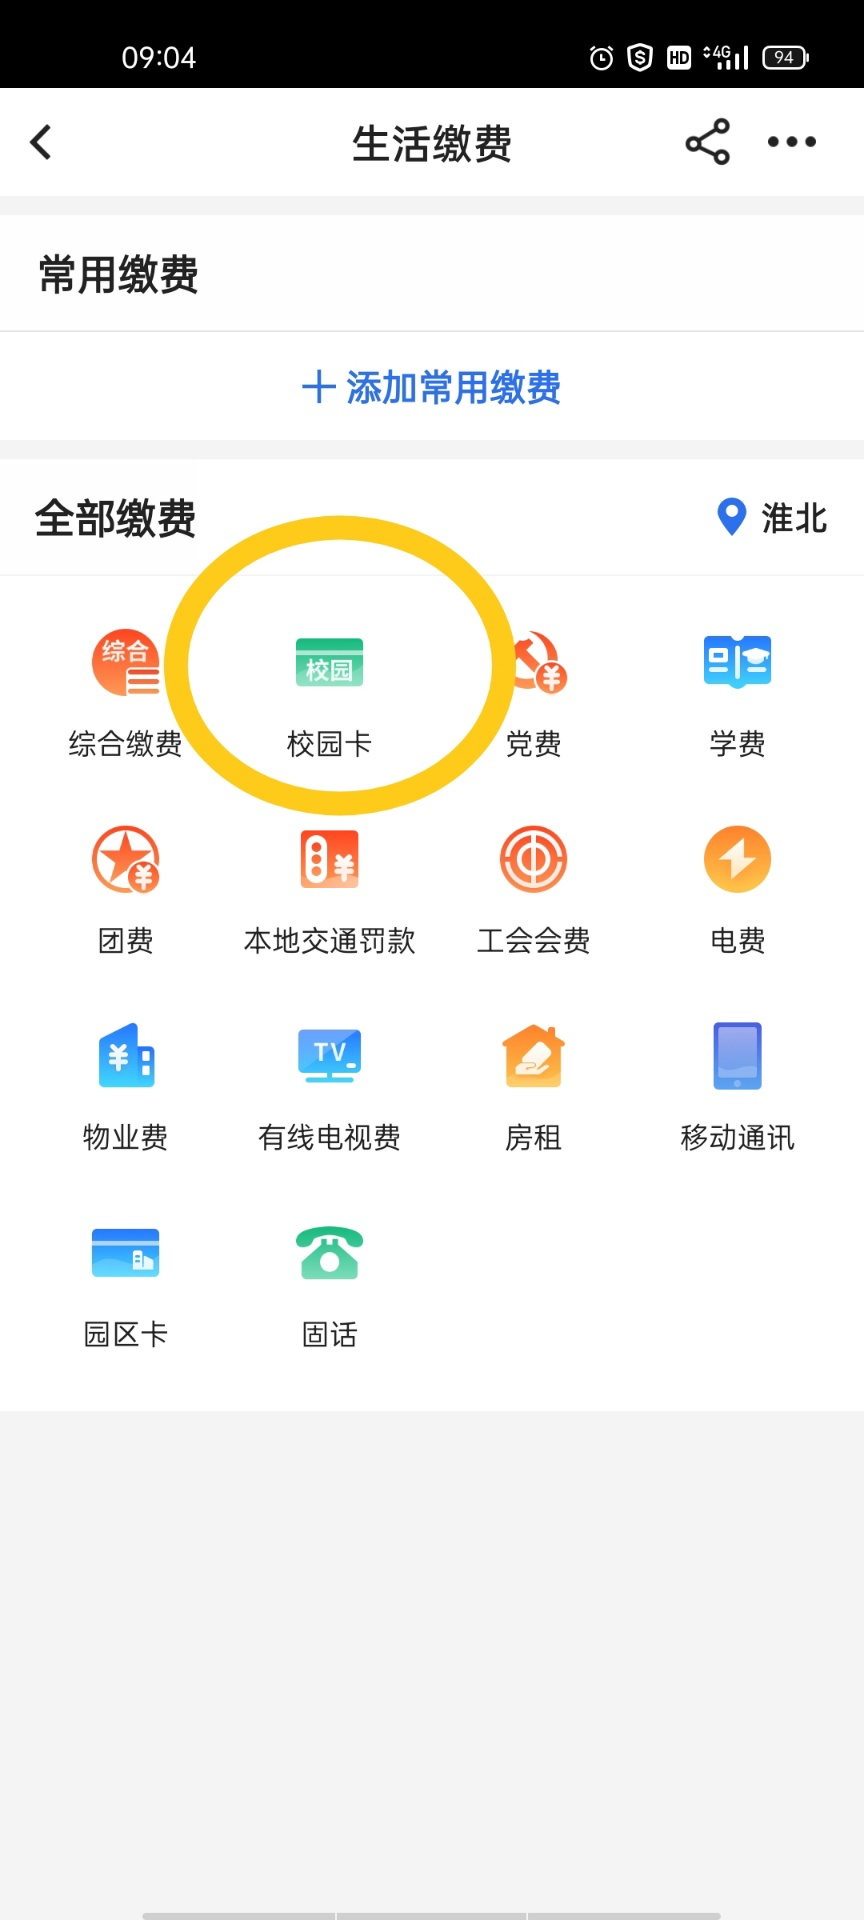 09:04
HD 4G 94
生活缴费
常用缴费
添加常用缴费
全部缴费 淮北
综合 校园
综合缴费 校园卡 党费 学费
团费 本地交通罚款 工会会费 电费
TV
物业费 有线电视费 房租 移动通讯
园区卡 固话